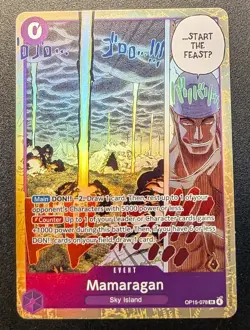 0
...START
THE
FEAST?
ゴロ
ゴロ
Main DON!! −2: Draw 1 card. Then, rest up to 1 of your
opponent's Characters with 5000 power or less.
Counter Up to 1 of your Leader or Character cards gains
+1000 power during this battle. Then, if you have 6 or less
DON!! cards on your field, draw 1 card.
EVENT
Mamaragan
Sky Island
OP15-078